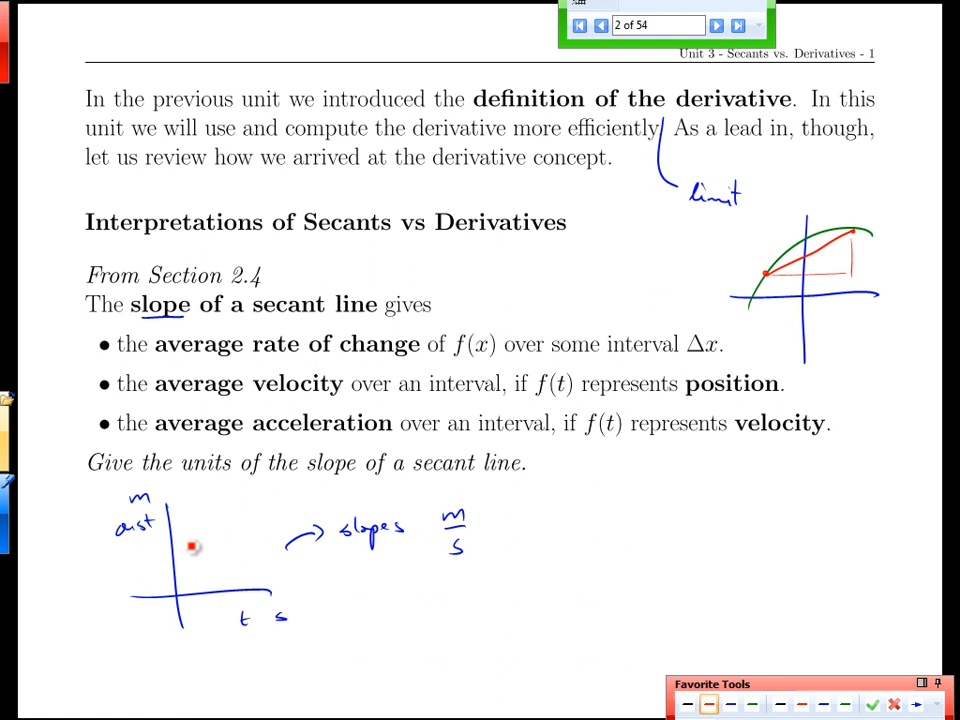 2 of 54
Unit 3 - Secants vs. Derivatives - 1
In the previous unit we introduced the definition of the derivative. In this
unit we will use and compute the derivative more efficiently. As a lead in, though,
let us review how we arrived at the derivative concept.
limit
Interpretations of Secants vs Derivatives
From Section 2.4
The slope of a secant line gives
• the average rate of change of f(x) over some interval Δx.
• the average velocity over an interval, if f(t) represents position.
• the average acceleration over an interval, if f(t) represents velocity.
Give the units of the slope of a secant line.
m
dist
slopes m/s
t s
Favorite Tools